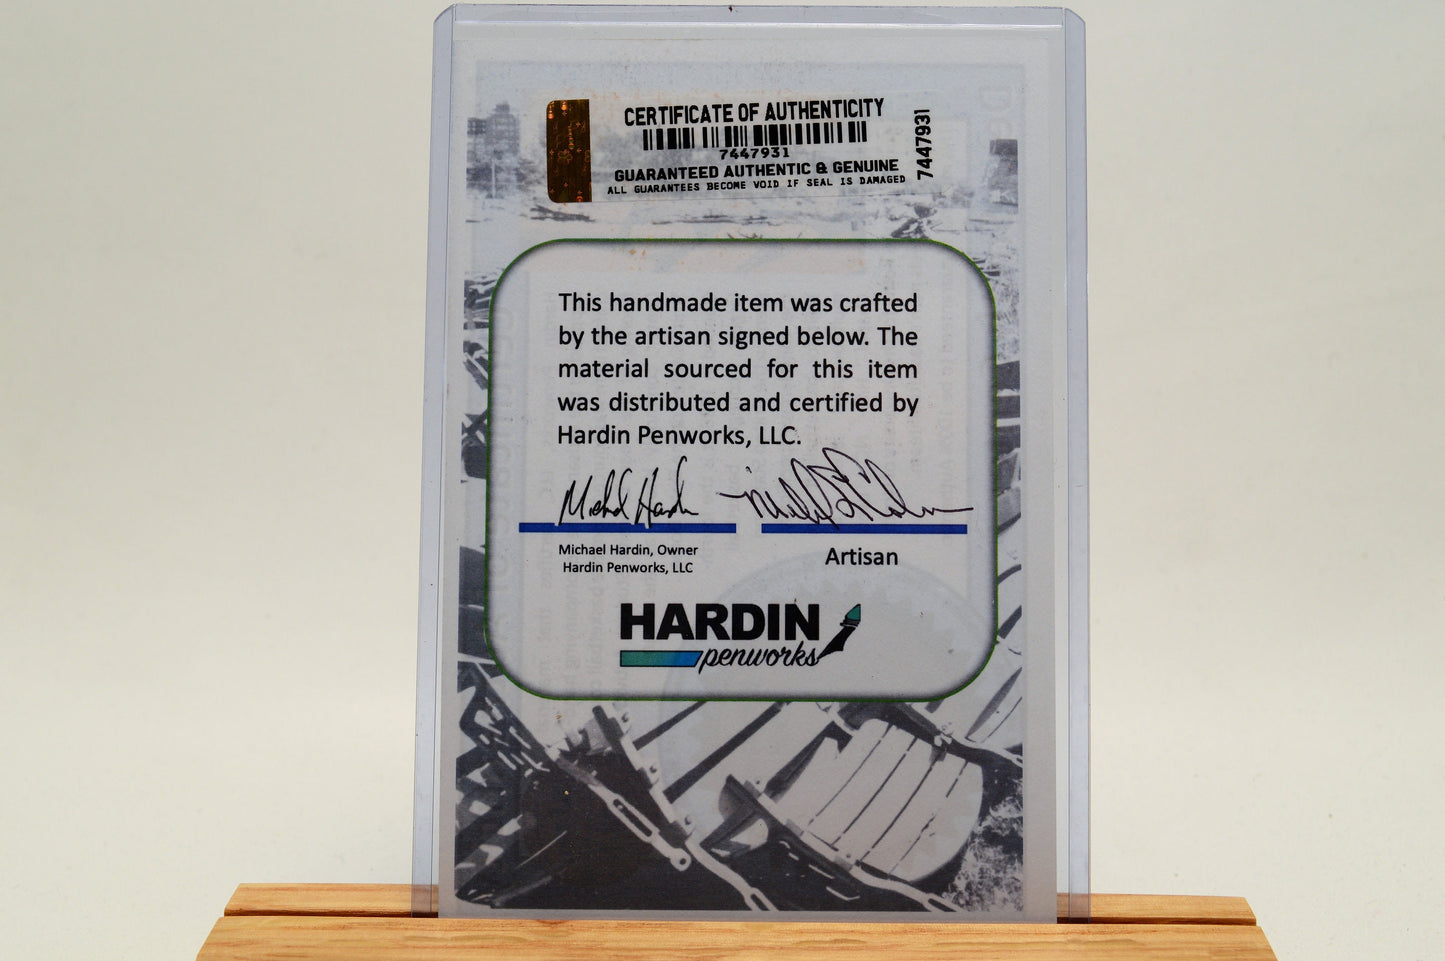 CERTIFICATE OF AUTHENTICITY
7447931
GUARANTEED AUTHENTIC & GENUINE
ALL GUARANTEES BECOME VOID IF SEAL IS DAMAGED
7447931
This handmade item was crafted
by the artisan signed below. The
material sourced for this item
was distributed and certified by
Hardin Penworks, LLC.
Michael Hardin
Michael Hardin, Owner
Hardin Penworks, LLC
Artisan
HARDIN
penworks